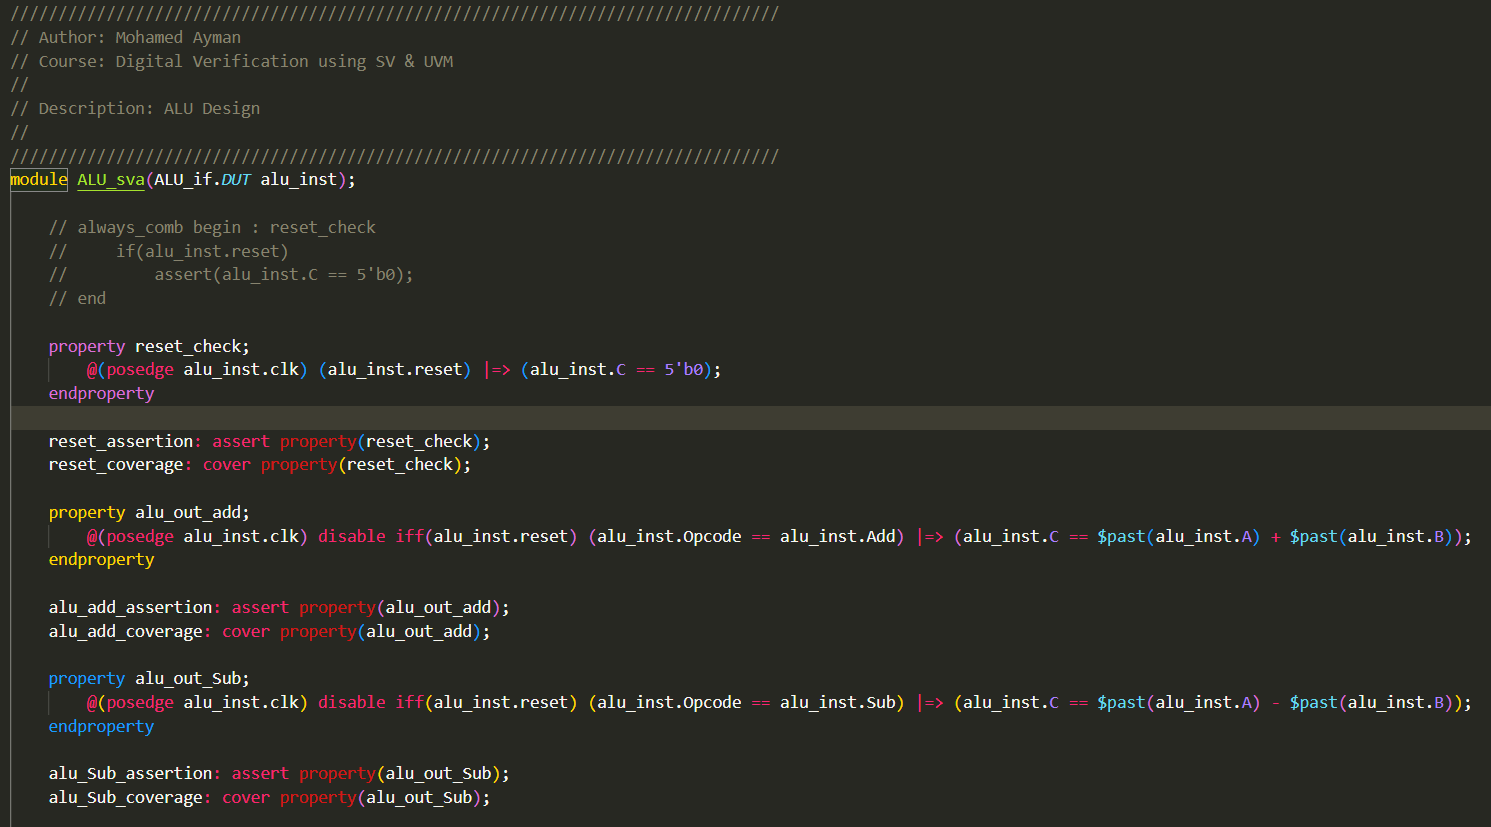 ////////////////////////////////////////////////////////////////////////////////
// Author: Mohamed Ayman
// Course: Digital Verification using SV & UVM
//
// Description: ALU Design
//
////////////////////////////////////////////////////////////////////////////////
module ALU_sva(ALU_if.DUT alu_inst);
// always_comb begin : reset_check
//     if(alu_inst.reset)
//         assert(alu_inst.C == 5'b0);
// end
property reset_check;
@(posedge alu_inst.clk) (alu_inst.reset) |=> (alu_inst.C == 5'b0);
endproperty
reset_assertion: assert property(reset_check);
reset_coverage: cover property(reset_check);
property alu_out_add;
@(posedge alu_inst.clk) disable iff(alu_inst.reset) (alu_inst.Opcode == alu_inst.Add) |=> (alu_inst.C == $past(alu_inst.A) + $past(alu_inst.B));
endproperty
alu_add_assertion: assert property(alu_out_add);
alu_add_coverage: cover property(alu_out_add);
property alu_out_Sub;
@(posedge alu_inst.clk) disable iff(alu_inst.reset) (alu_inst.Opcode == alu_inst.Sub) |=> (alu_inst.C == $past(alu_inst.A) - $past(alu_inst.B));
endproperty
alu_Sub_assertion: assert property(alu_out_Sub);
alu_Sub_coverage: cover property(alu_out_Sub);